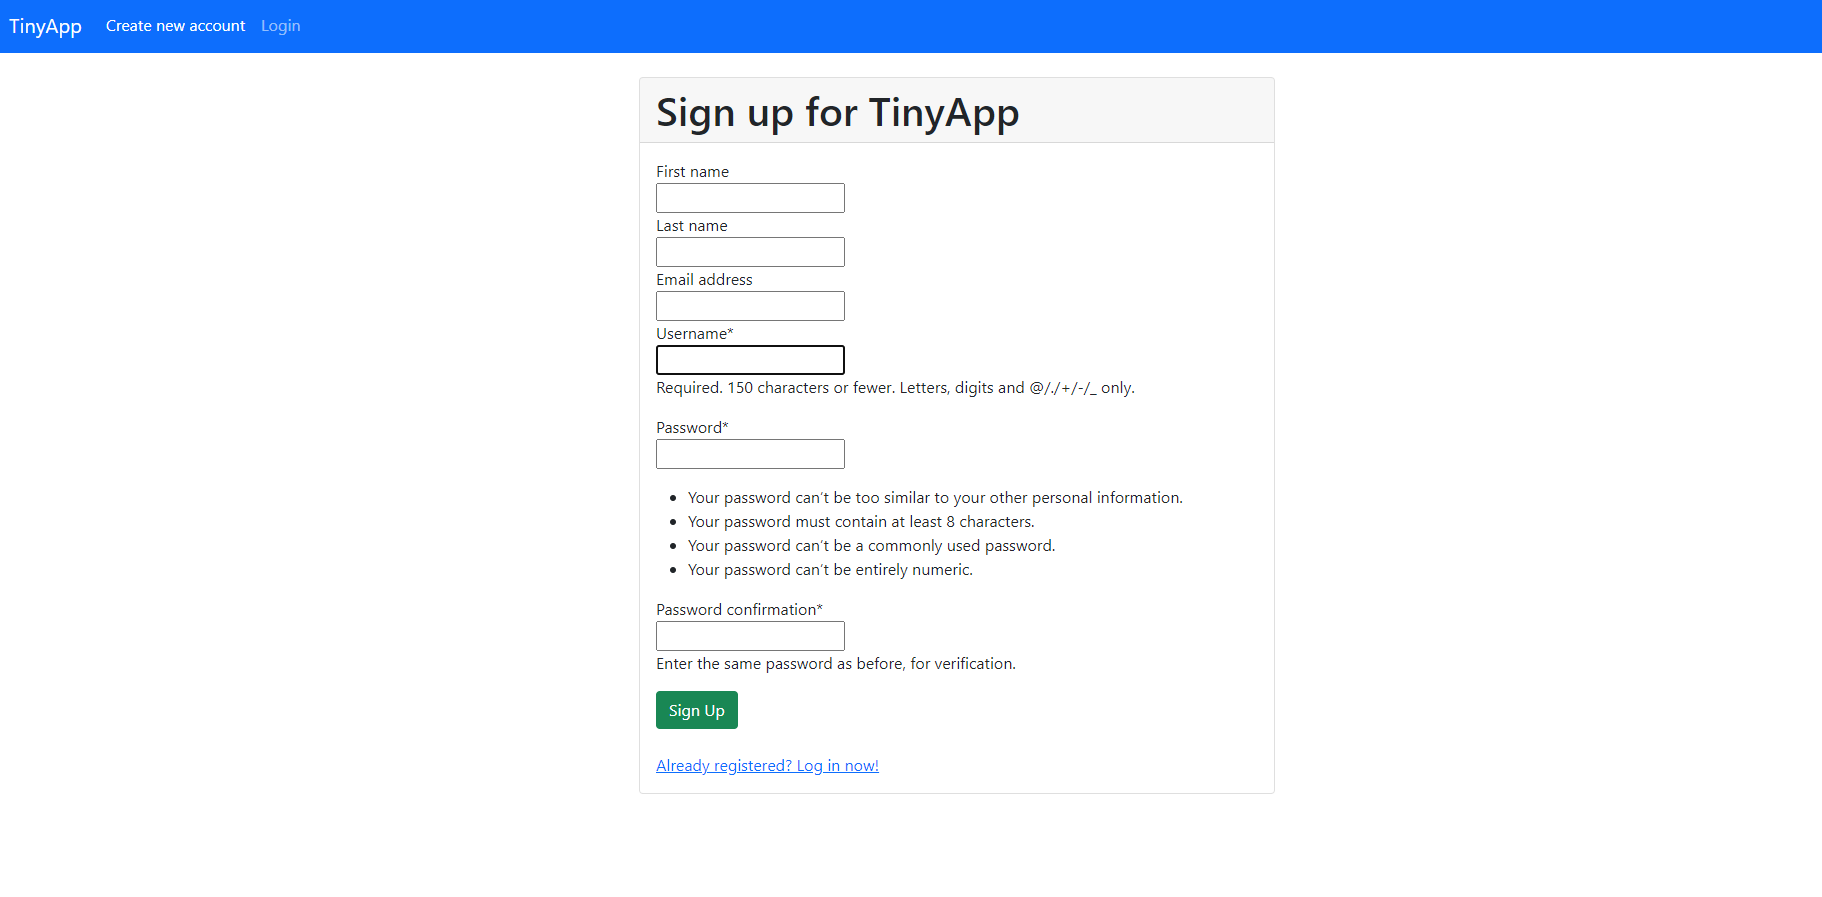 TinyApp Create new account Login
Sign up for TinyApp
First name
Last name
Email address
Username*
Required. 150 characters or fewer. Letters, digits and @/./+/-/_ only.
Password*
• Your password can’t be too similar to your other personal information.
• Your password must contain at least 8 characters.
• Your password can’t be a commonly used password.
• Your password can’t be entirely numeric.
Password confirmation*
Enter the same password as before, for verification.
Sign Up
Already registered? Log in now!